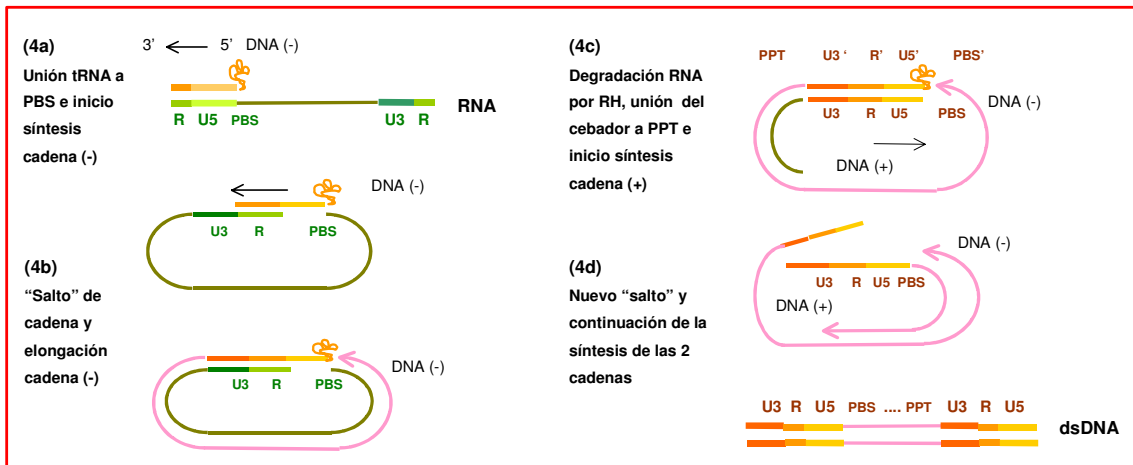 (4a)
3' 5' DNA (-)
Unión tRNA a
PBS e inicio
síntesis
cadena (-)
RNA
R U5 PBS U3 R
DNA (-)
U3 R PBS
(4b)
"Salto" de
cadena y
elongación
cadena (-)
DNA (-)
U3 R PBS
(4c)
PPT U3 ' R' U5' PBS'
Degradación RNA
por RH, unión del
cebador a PPT e
inicio síntesis
cadena (+)
DNA (-)
U3 R U5 PBS
DNA (+)
(4d)
Nuevo "salto" y
continuación de la
síntesis de las 2
cadenas
DNA (-)
U3 R U5 PBS
DNA (+)
U3 R U5 PBS .... PPT U3 R U5
dsDNA